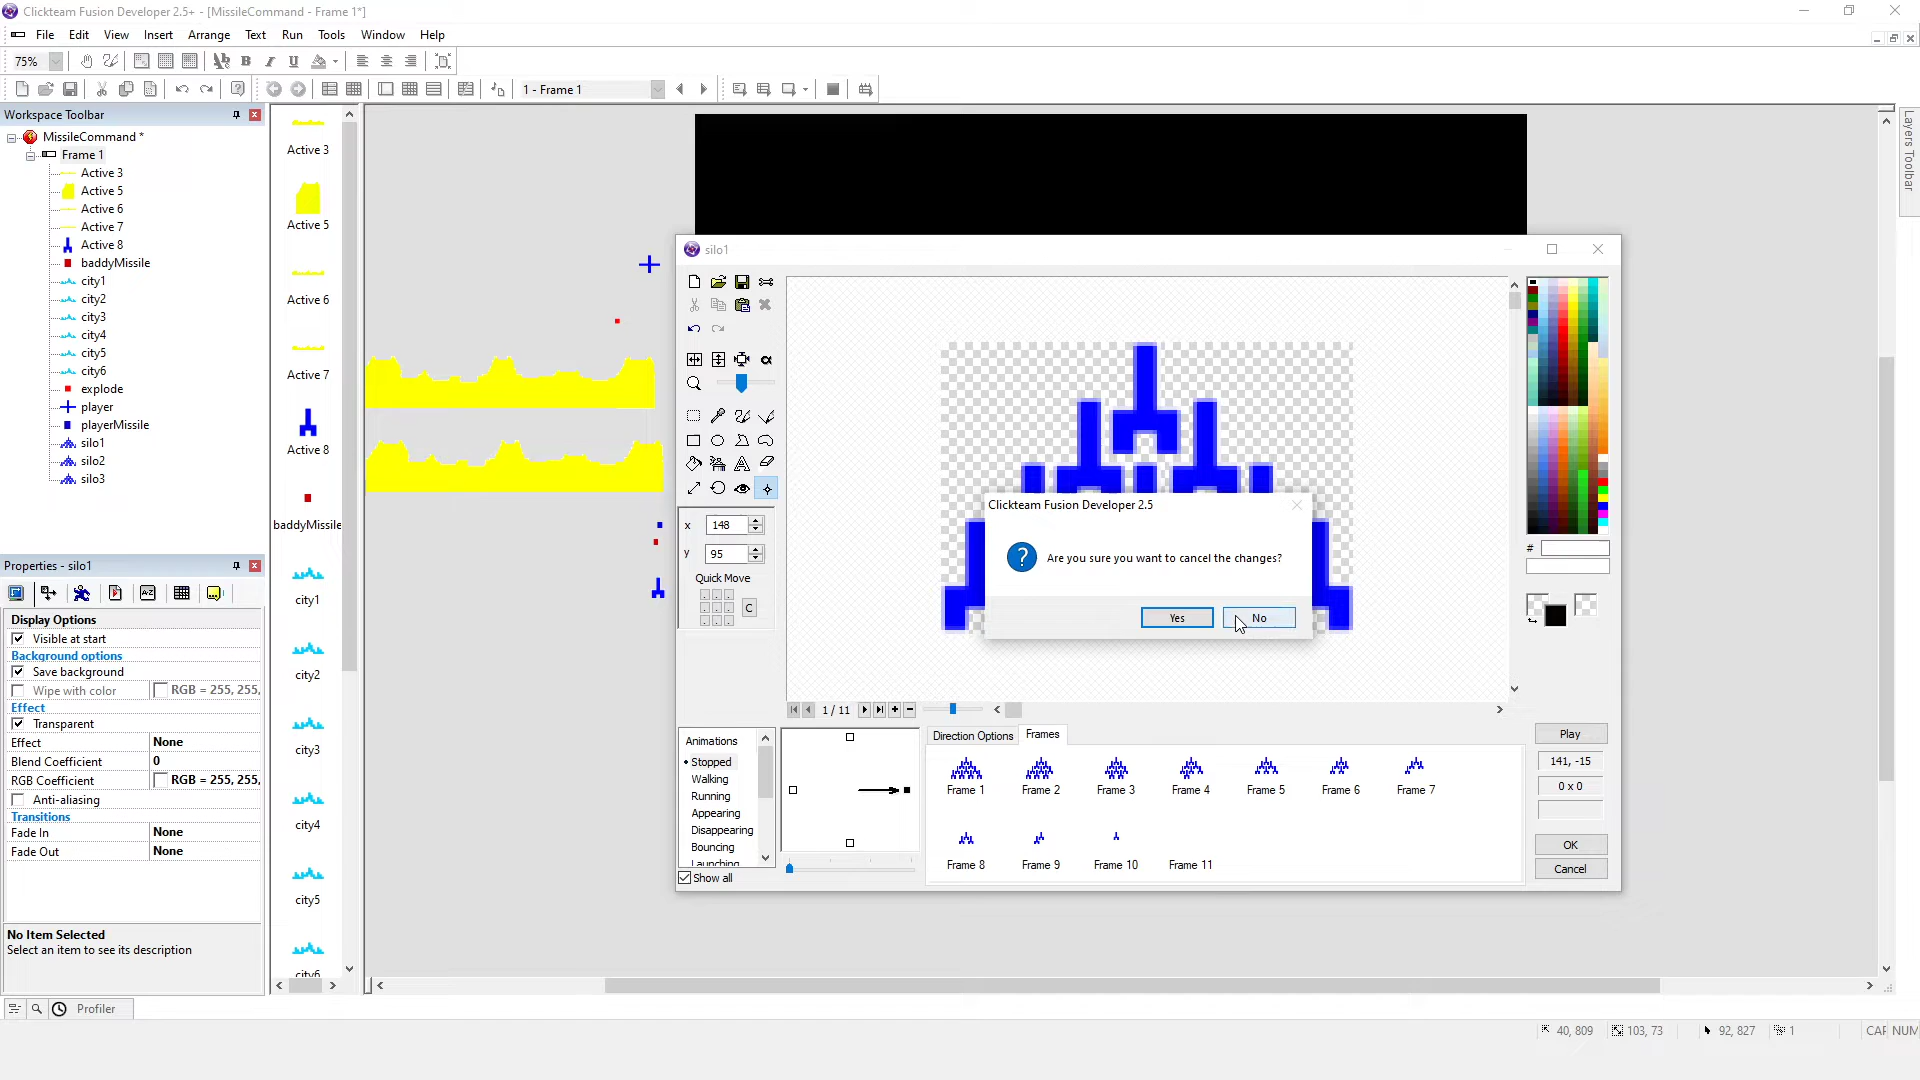 Clickteam Fusion Developer 2.5+ - [MissileCommand - Frame 1*]
File Edit View Insert Arrange Text Run Tools Window Help
75%
1 - Frame 1
Workspace Toolbar
MissileCommand *
Frame 1
Active 3
Active 5
Active 6
Active 7
Active 8
baddyMissile
city1
city2
city3
city4
city5
city6
explode
player
playerMissile
silo1
silo2
silo3
Properties - silo1
Display Options
Visible at start
Background options
Save background
Wipe with color RGB = 255, 255,
Effect
Transparent
Effect None
Blend Coefficient 0
RGB Coefficient RGB = 255, 255,
Anti-aliasing
Transitions
Fade In None
Fade Out None
No Item Selected
Select an item to see its description
Profiler
Active 3
Active 5
Active 6
Active 7
Active 8
baddyMissile
city1
city2
city3
city4
city5
city6
silo1
x 148
y 95
Quick Move
C
Clickteam Fusion Developer 2.5
Are you sure you want to cancel the changes?
Yes No
1 / 11
#
Animations
Stopped
Walking
Running
Appearing
Disappearing
Bouncing
Launching
Show all
Direction Options Frames
Frame 1 Frame 2 Frame 3 Frame 4 Frame 5 Frame 6 Frame 7
Frame 8 Frame 9 Frame 10 Frame 11
Play
141, -15
0 x 0
OK
Cancel
Layers Toolbar
40, 809 103, 73 92, 827 1 CAP NUM